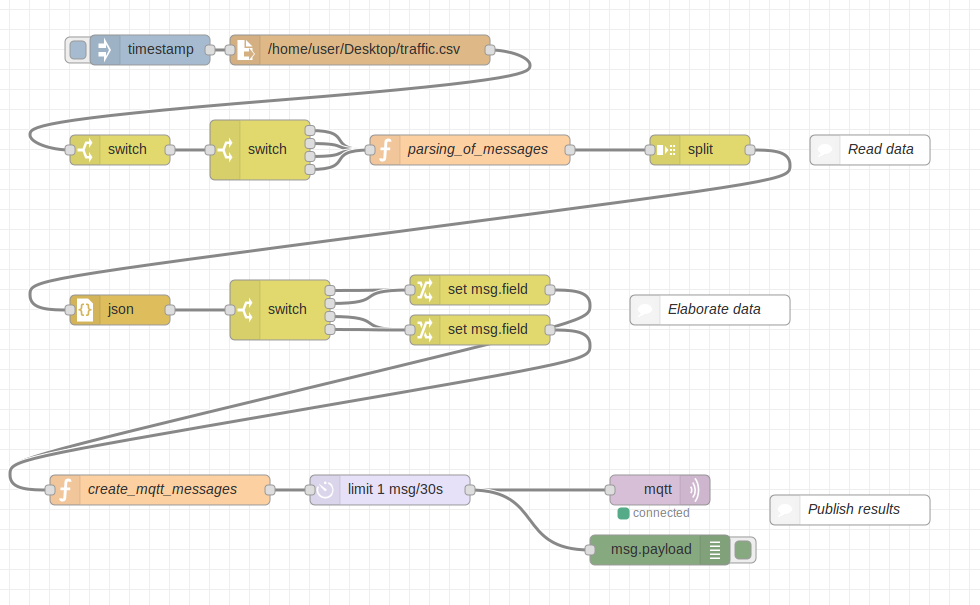 timestamp
/home/user/Desktop/traffic.csv
switch
switch
parsing_of_messages
split
Read data
json
switch
set msg.field
set msg.field
Elaborate data
create_mqtt_messages
limit 1 msg/30s
mqtt
connected
Publish results
msg.payload